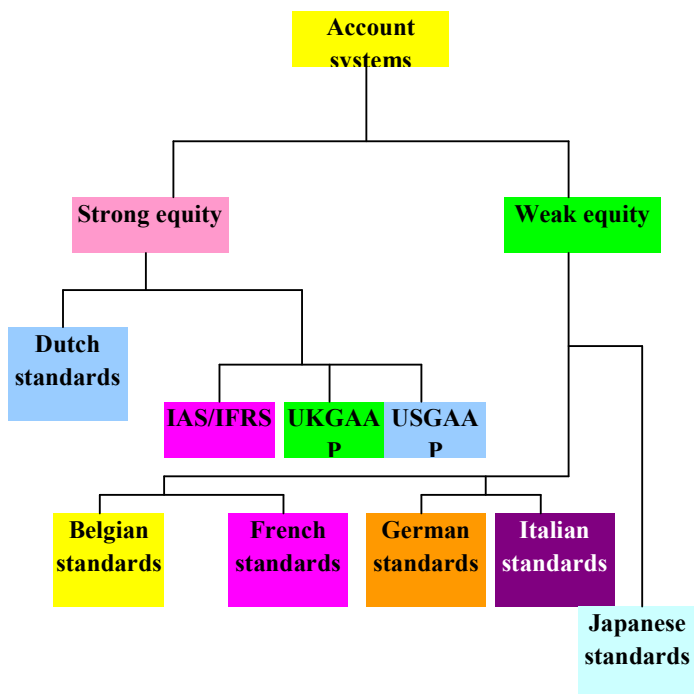 Account
systems
Strong equity
Weak equity
Dutch
standards
IAS/IFRS
UKGAA
P
USGAA
P
Belgian
standards
French
standards
German
standards
Italian
standards
Japanese
standards